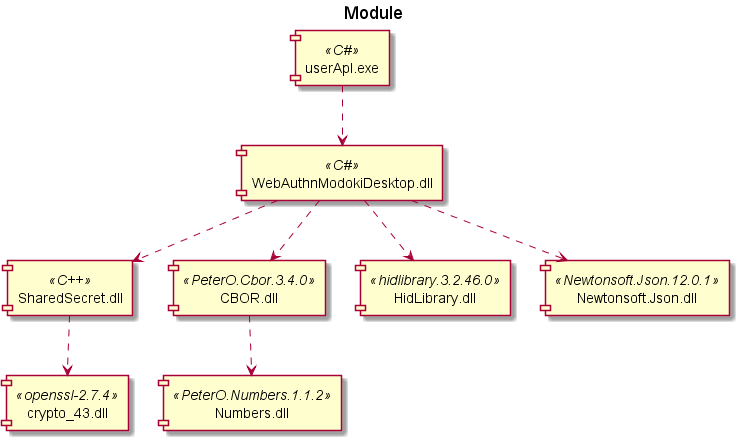 Module
«C#»
userApl.exe
«C#»
WebAuthnModokiDesktop.dll
«C++»
SharedSecret.dll
«PeterO.Cbor.3.4.0»
CBOR.dll
«hidlibrary.3.2.46.0»
HidLibrary.dll
«Newtonsoft.Json.12.0.1»
Newtonsoft.Json.dll
«openssl-2.7.4»
crypto_43.dll
«PeterO.Numbers.1.1.2»
Numbers.dll